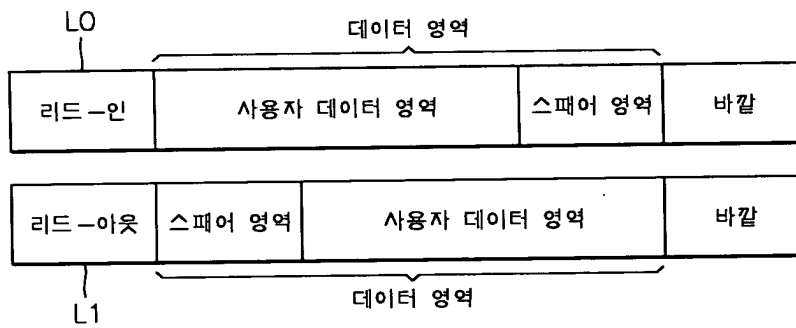 L0
데이터 영역
리드-인 사용자 데이터 영역 스패어 영역 바깥
리드-아웃 스패어 영역 사용자 데이터 영역 바깥
데이터 영역
L1